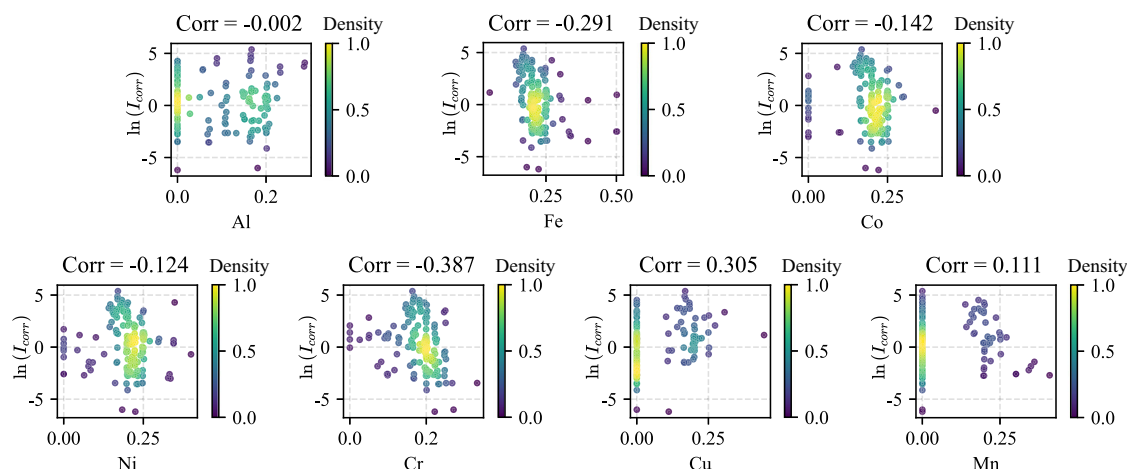 Corr = -0.002 Density
5
0
-5
ln (I_corr)
0.0 0.2
Al
1.0
0.5
0.0
Corr = -0.291 Density
5
0
-5
ln (I_corr)
0.25 0.50
Fe
1.0
0.5
0.0
Corr = -0.142 Density
5
0
-5
ln (I_corr)
0.00 0.25
Co
1.0
0.5
0.0
Corr = -0.124 Density
5
0
-5
ln (I_corr)
0.00 0.25
Ni
1.0
0.5
0.0
Corr = -0.387 Density
5
0
-5
ln (I_corr)
0.0 0.2
Cr
1.0
0.5
0.0
Corr = 0.305 Density
5
0
-5
ln (I_corr)
0.00 0.25
Cu
1.0
0.5
0.0
Corr = 0.111 Density
5
0
-5
ln (I_corr)
0.00 0.25
Mn
1.0
0.5
0.0